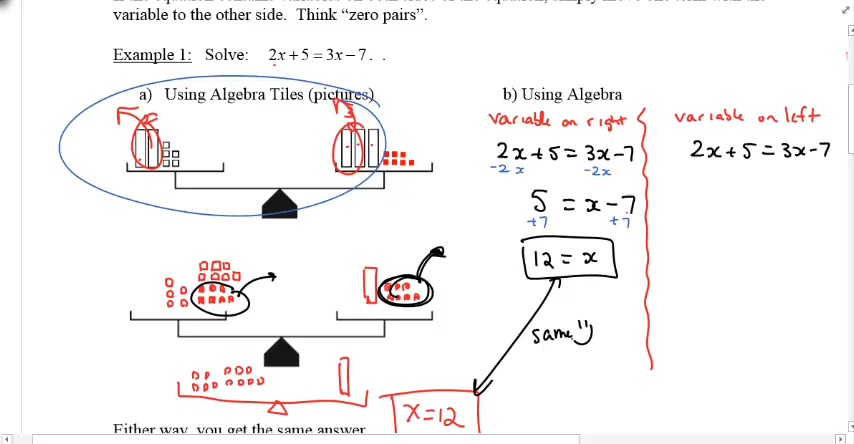 variable to the other side. Think “zero pairs”.
Example 1: Solve: 2x+5=3x−7. .
a) Using Algebra Tiles (pictures)
b) Using Algebra
variable on right
2x+5=3x−7
-2x -2x
5 = x−7
+7 +7
12 = x
same
variable on left
2x+5=3x−7
x=12
Either way, you get the same answer